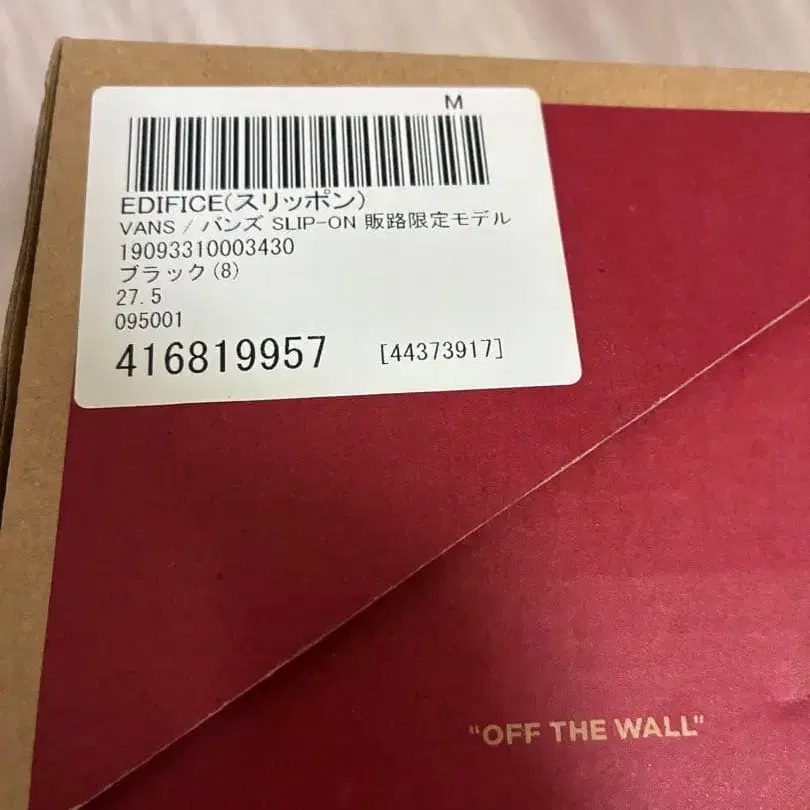 M
EDIFICE(スリッポン)
VANS / バンズ SLIP-ON 販路限定モデル
19093310003430
ブラック(8)
27.5
095001
416819957 [44373917]
"OFF THE WALL"